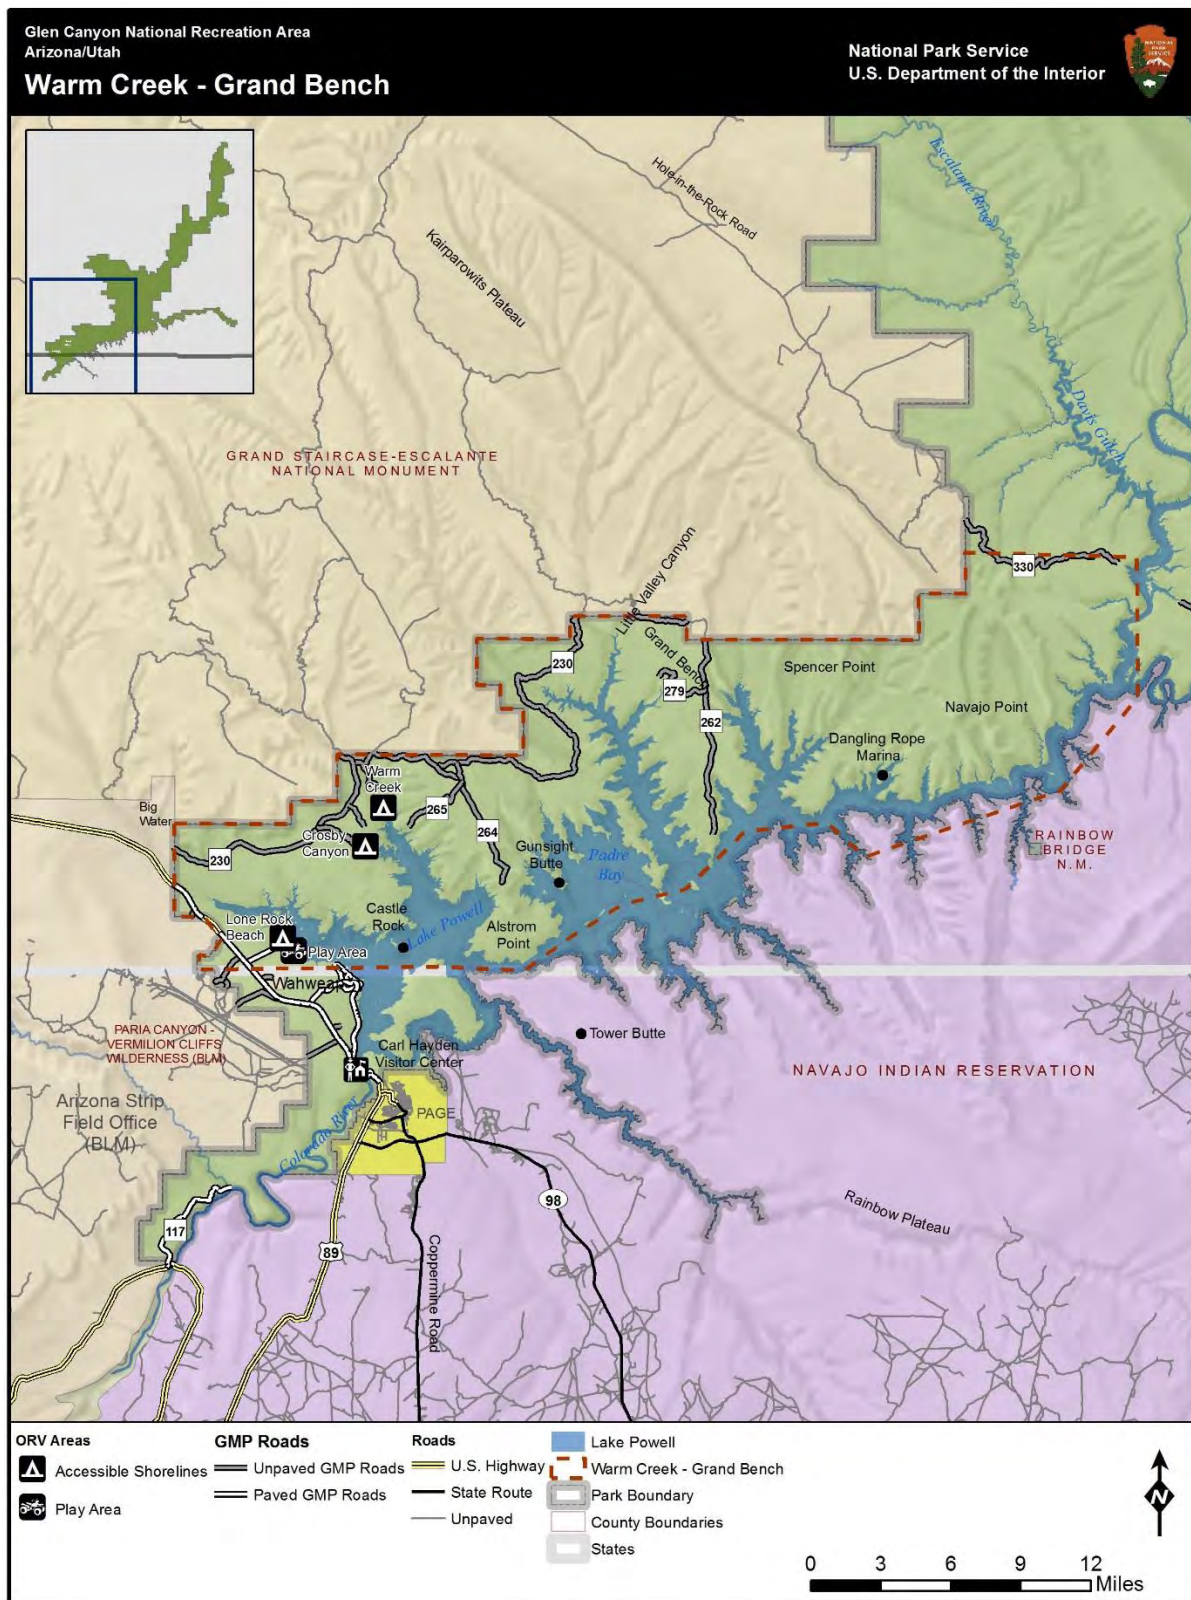 Glen Canyon National Recreation Area
Arizona/Utah
Warm Creek - Grand Bench
National Park Service
U.S. Department of the Interior
NATIONAL
PARK
SERVICE
Escalante River
Hole-in-the-Rock Road
Kairparowits Plateau
Davis Gulch
GRAND STAIRCASE-ESCALANTE
NATIONAL MONUMENT
Little Valley Canyon
330
Grand Bench
230
279
Spencer Point
262
Navajo Point
Dangling Rope
Marina
Warm
Creek
Big
Water
265
264
Crosby
Canyon
230
Gunsight
Butte
Padre
Bay
RAINBOW
BRIDGE
N.M.
Castle
Rock
Lone Rock
Beach
Lake Powell
Alstrom
Point
Play Area
Wahweap
PARIA CANYON -
VERMILION CLIFFS
WILDERNESS (BLM)
Tower Butte
Carl Hayden
Visitor Center
NAVAJO INDIAN RESERVATION
Arizona Strip
Field Office
(BLM)
PAGE
Colorado River
98
Rainbow Plateau
117
89
Coppermine Road
ORV Areas
Accessible Shorelines
Play Area
GMP Roads
Unpaved GMP Roads
Paved GMP Roads
Roads
U.S. Highway
State Route
Unpaved
Lake Powell
Warm Creek - Grand Bench
Park Boundary
County Boundaries
States
N
0 3 6 9 12
Miles